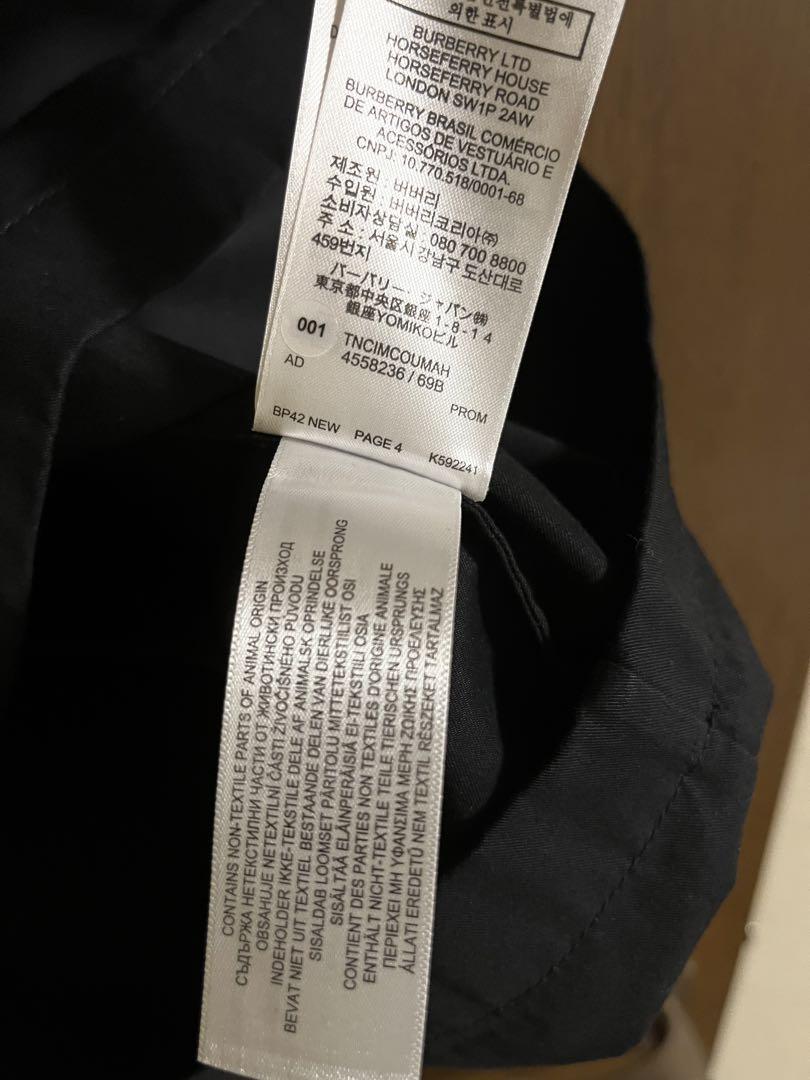 전특별법에
의한 표시
BURBERRY LTD
HORSEFERRY HOUSE
HORSEFERRY ROAD
LONDON SW1P 2AW
BURBERRY BRASIL COMÉRCIO
DE ARTIGOS DE VESTUÁRIO E
ACESSÓRIOS LTDA.
CNPJ: 10.770.518/0001-68
제조원 : 버버리
수입원 : 버버리코리아㈜
소비자상담실 : 080 700 8800
주 소 : 서울시 강남구 도산대로
459번지
バーバリー・ジャパン㈱
東京都中央区銀座1-8-14
銀座YOMIKOビル
001
TNCIMCOUMAH
4558236 / 69B
AD
PROM
BP42 NEW PAGE 4 K592241
CONTAINS NON-TEXTILE PARTS OF ANIMAL ORIGIN
СЪДЪРЖА НЕТЕКСТИЛНИ ЧАСТИ ОТ ЖИВОТИНСКИ ПРОИЗХОД
OBSAHUJE NETEXTILNÍ ČÁSTI ŽIVOČIŠNÉHO PŮVODU
INDEHOLDER IKKE-TEKSTILE DELE AF ANIMALSK OPRINDELSE
BEVAT NIET UIT TEXTIEL BESTAANDE DELEN VAN DIERLIJKE OORSPRONG
SISALDAB LOOMSET PÄRITOLU MITTETEKSTIILIST OSI
SISÄLTÄÄ ELÄINPERÄISIÄ EI-TEKSTIILI OSIA
CONTIENT DES PARTIES NON TEXTILES D'ORIGINE ANIMALE
ENTHÄLT NICHT-TEXTILE TEILE TIERISCHEN URSPRUNGS
ΠΕΡΙΕΧΕΙ ΜΗ ΥΦΑΝΣΙΜΑ ΜΕΡΗ ΖΩΙΚΗΣ ΠΡΟΕΛΕΥΣΗΣ
ÁLLATI EREDETŰ NEM TEXTIL RÉSZEKET TARTALMAZ